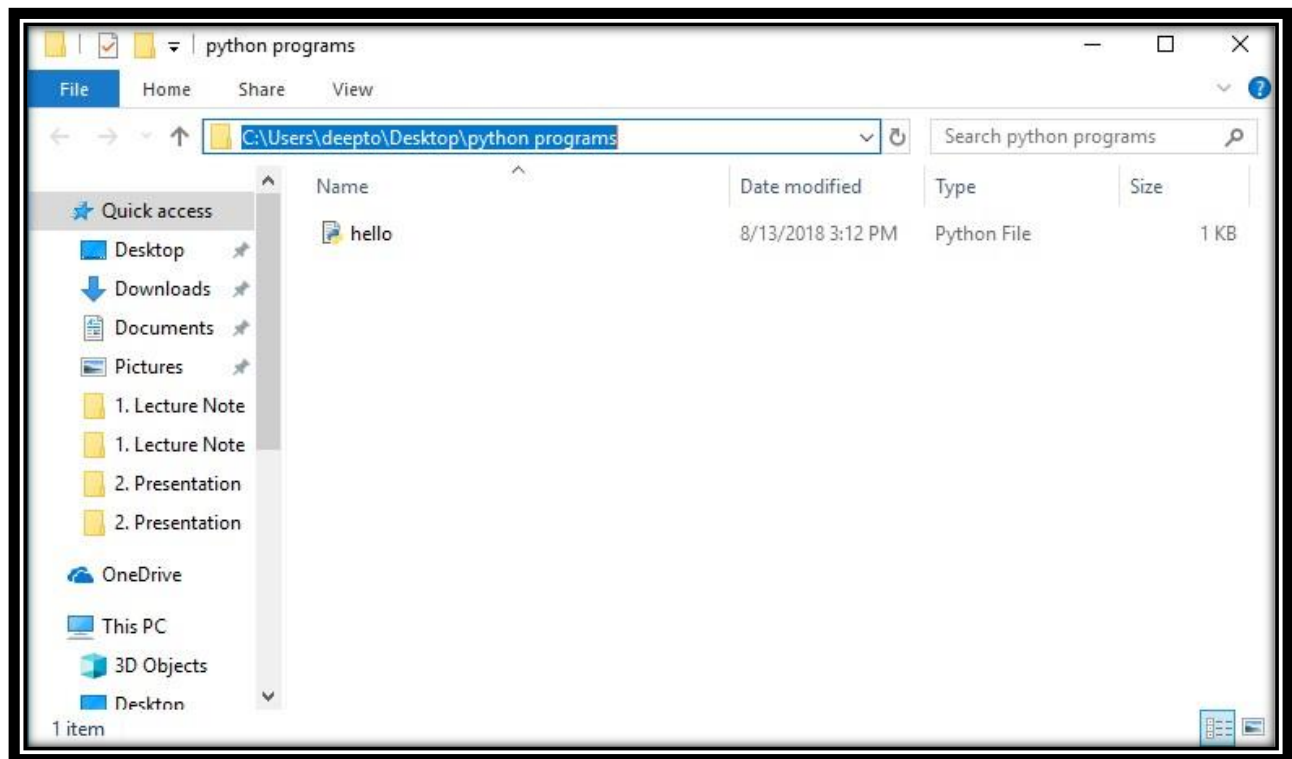 python programs
File Home Share View
C:\Users\deepto\Desktop\python programs
Search python programs
Name Date modified Type Size
hello 8/13/2018 3:12 PM Python File 1 KB
Quick access
Desktop
Downloads
Documents
Pictures
1. Lecture Note
1. Lecture Note
2. Presentation
2. Presentation
OneDrive
This PC
3D Objects
Desktop
1 item